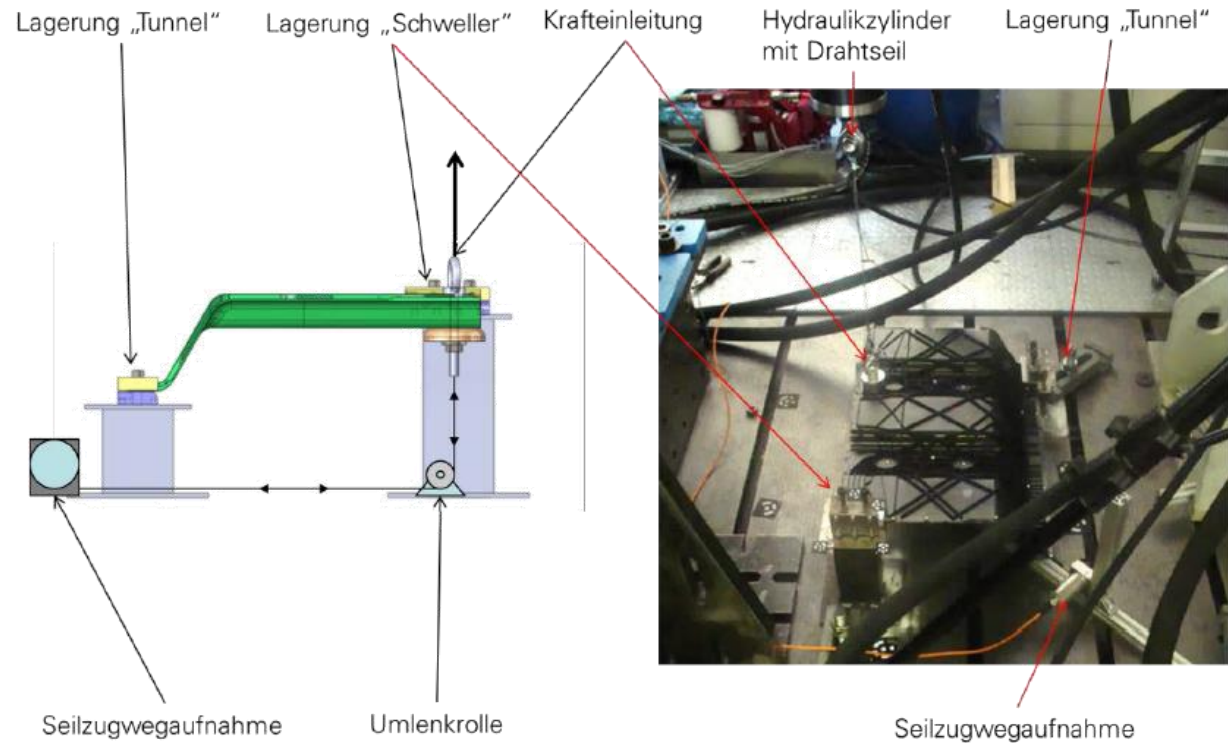 Lagerung „Tunnel“
Lagerung „Schweller”
Krafteinleitung
Hydraulikzylinder
mit Drahtseil
Lagerung „Tunnel“
Seilzugwegaufnahme
Umlenkrolle
Seilzugwegaufnahme